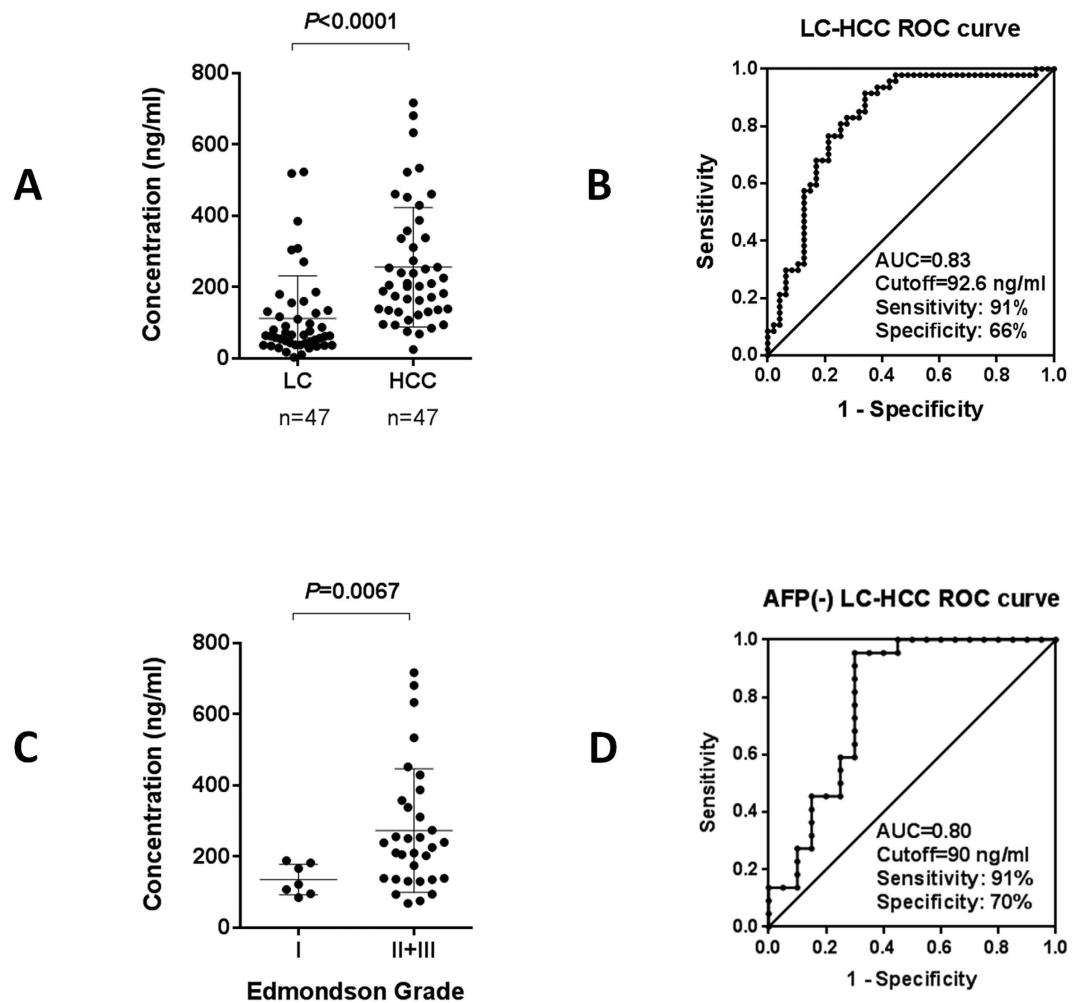 A
P<0.0001
Concentration (ng/ml)
800
600
400
200
0
LC
HCC
n=47
n=47
B
LC-HCC ROC curve
Sensitivity
1.0
0.8
0.6
0.4
0.2
0.0
AUC=0.83
Cutoff=92.6 ng/ml
Sensitivity: 91%
Specificity: 66%
0.0 0.2 0.4 0.6 0.8 1.0
1 - Specificity
C
P=0.0067
Concentration (ng/ml)
800
600
400
200
0
I
II+III
Edmondson Grade
D
AFP(-) LC-HCC ROC curve
Sensitivity
1.0
0.8
0.6
0.4
0.2
0.0
AUC=0.80
Cutoff=90 ng/ml
Sensitivity: 91%
Specificity: 70%
0.0 0.2 0.4 0.6 0.8 1.0
1 - Specificity